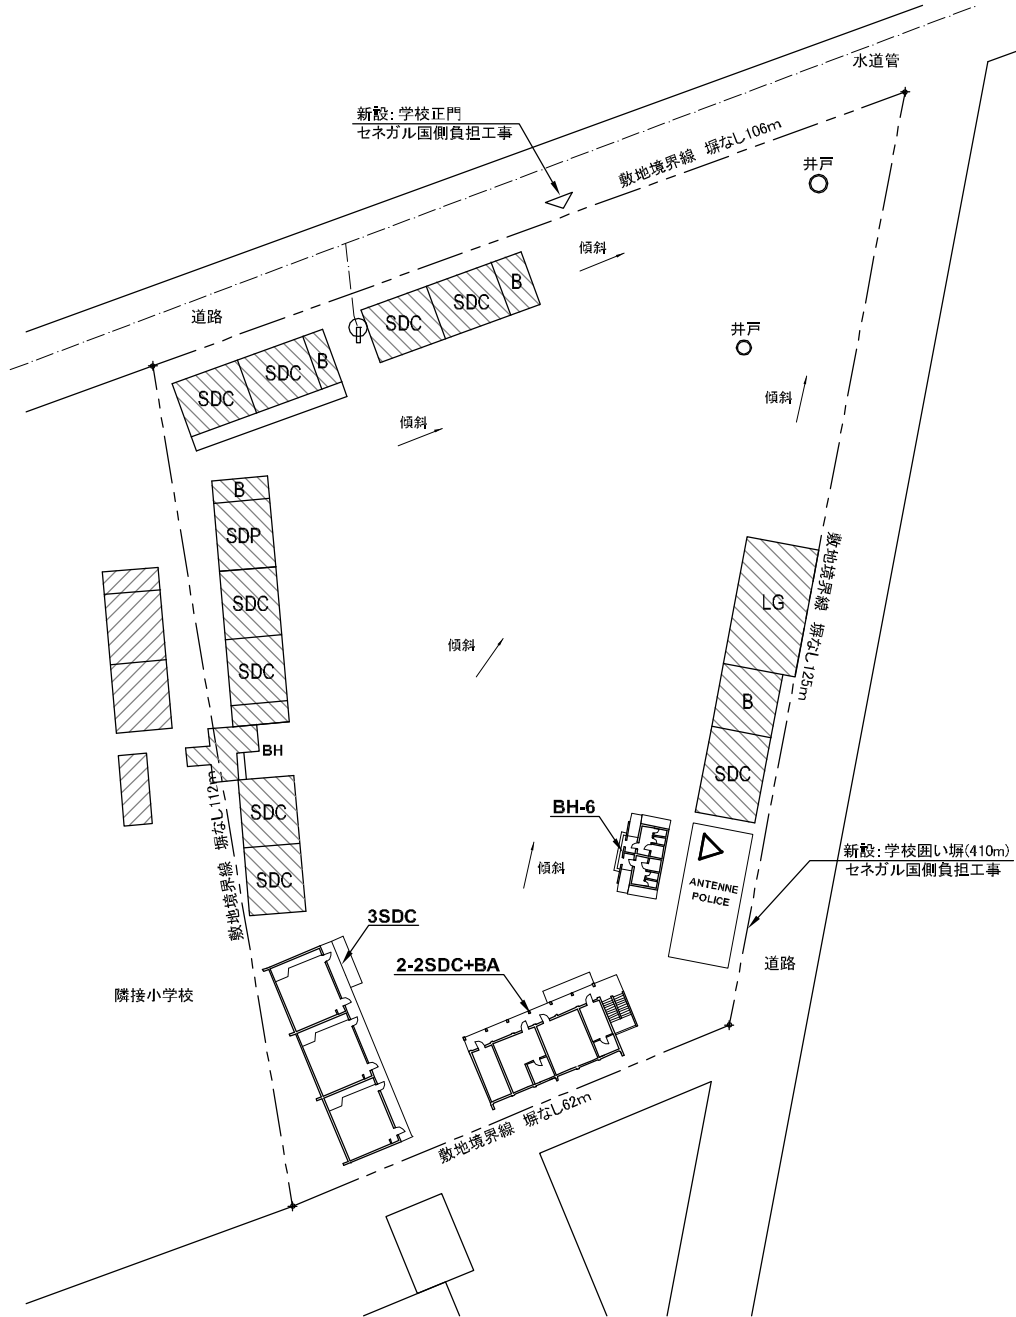 水道管
新設：学校正門
セネガル国側負担工事
敷地境界線 塀なし106m
井戸
傾斜
B
SDC
SDC
道路
井戸
B
SDC
SDC
傾斜
傾斜
B
SDP
SDC
SDC
敷地境界線 塀なし125m
LG
傾斜
B
SDC
BH
敷地境界線 塀なし112m
SDC
SDC
BH-6
新設：学校囲い塀(410m)
セネガル国側負担工事
傾斜
ANTENNE
POLICE
3SDC
2-2SDC+BA
道路
隣接小学校
敷地境界線 塀なし62m